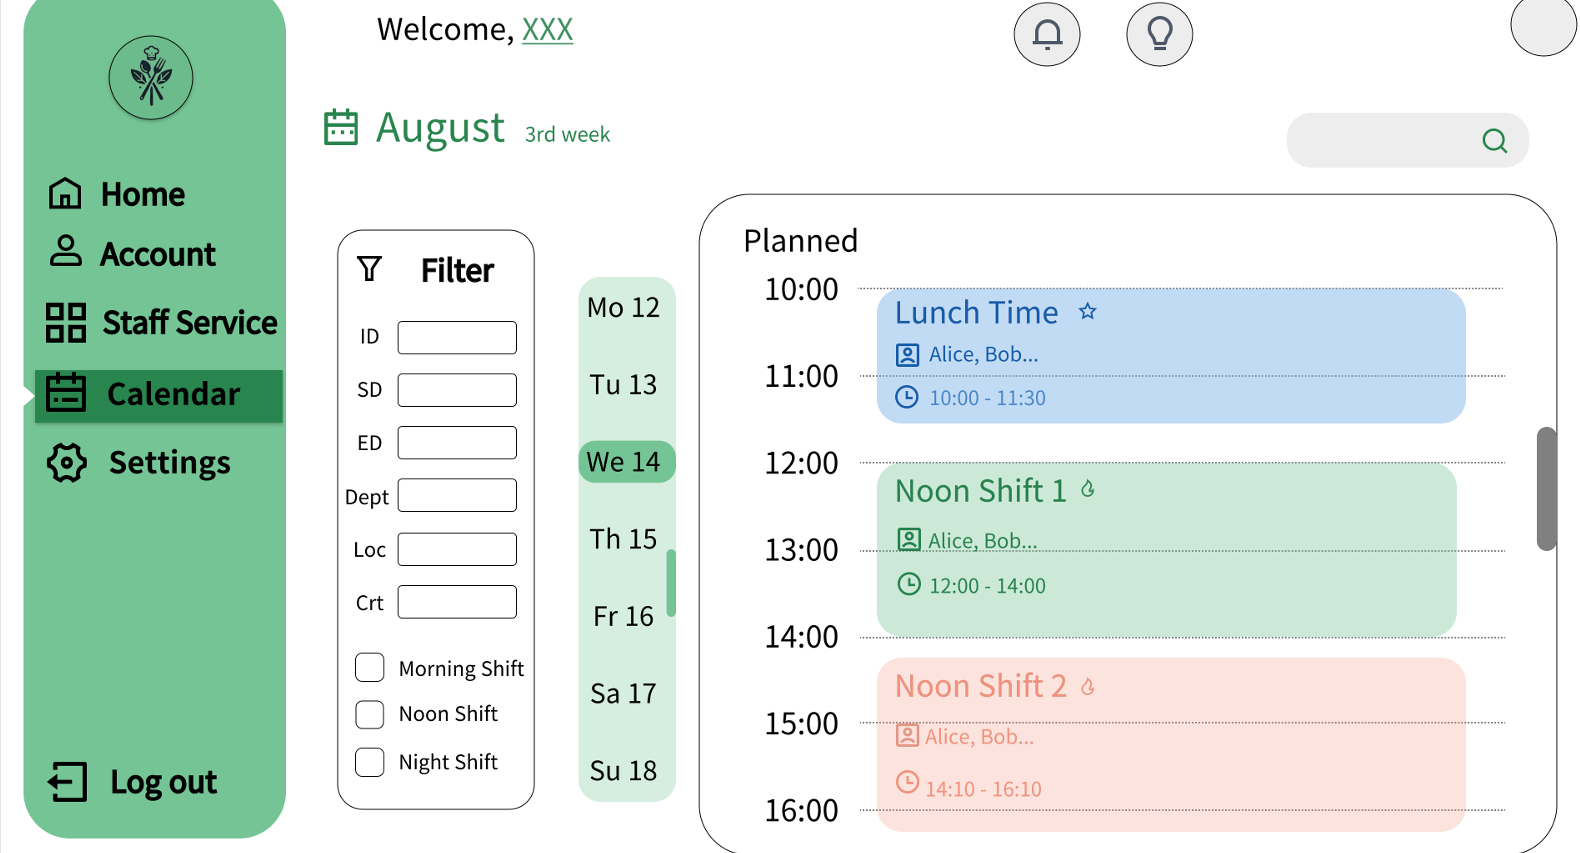 Welcome, XXX
August 3rd week
Home
Account
Staff Service
Calendar
Settings
Log out
Filter
ID
SD
ED
Dept
Loc
Crt
Morning Shift
Noon Shift
Night Shift
Mo 12
Tu 13
We 14
Th 15
Fr 16
Sa 17
Su 18
Planned
10:00
Lunch Time
Alice, Bob...
11:00
10:00 - 11:30
12:00
Noon Shift 1
Alice, Bob...
13:00
12:00 - 14:00
14:00
Noon Shift 2
15:00
Alice, Bob...
14:10 - 16:10
16:00